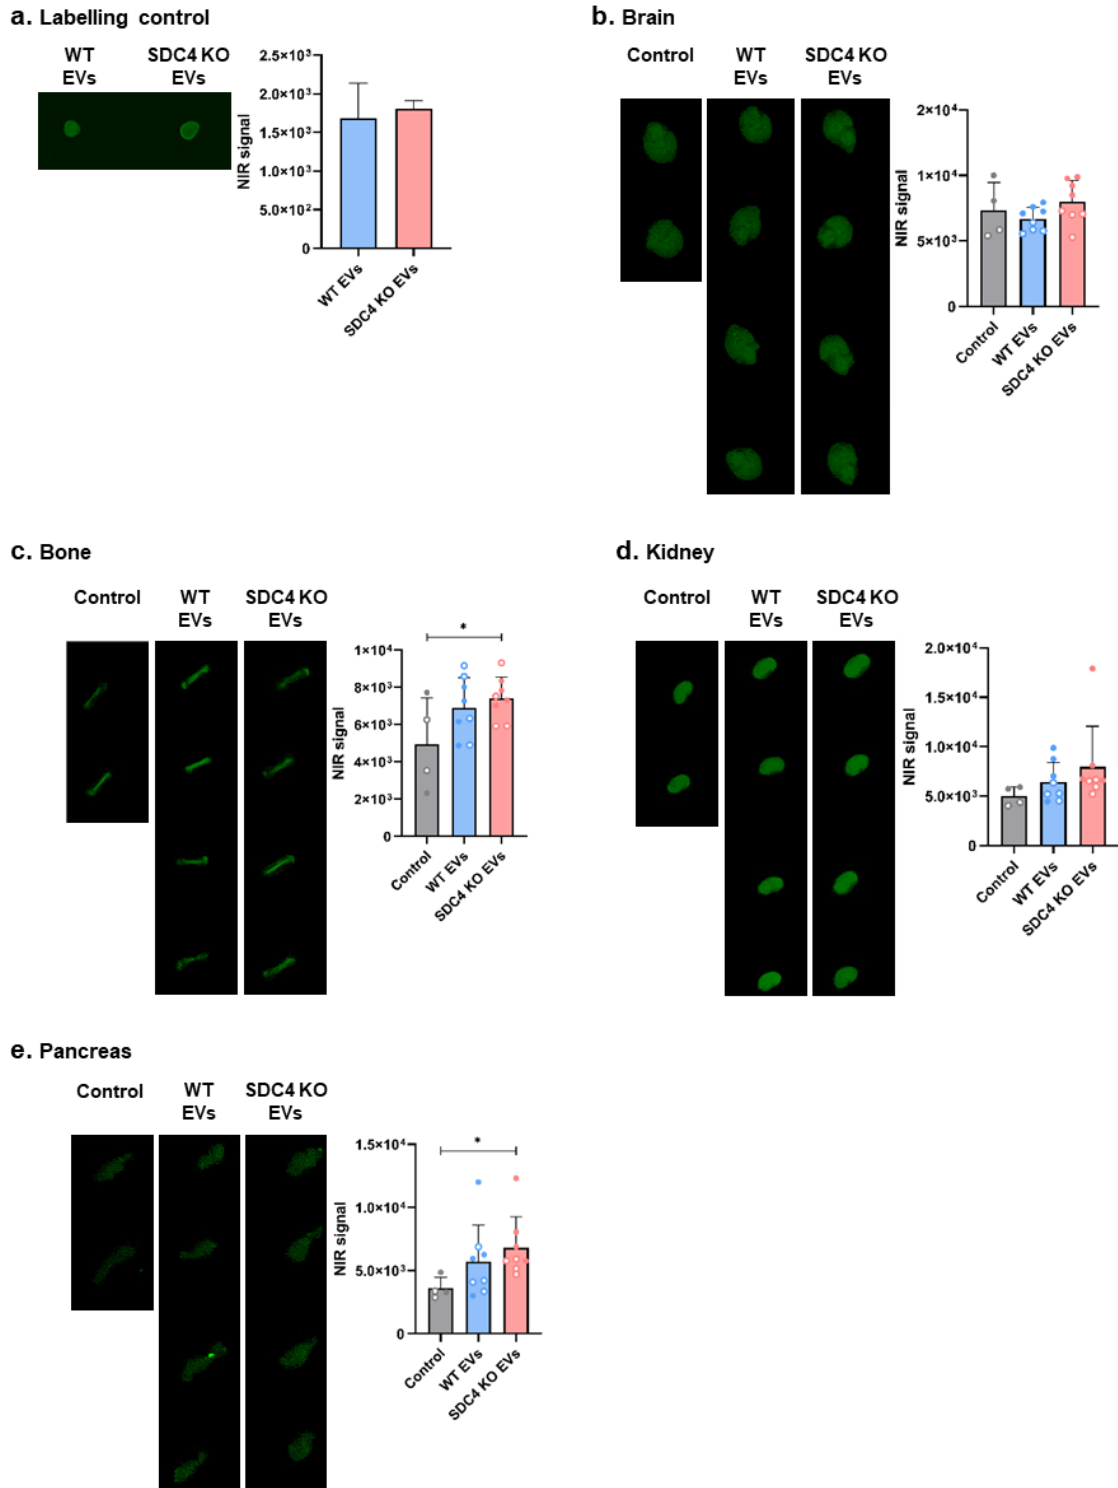 a. Labelling control
WT
EVs
SDC4 KO
EVs
NIR signal
2.5×10³
2.0×10³
1.5×10³
1.0×10³
5.0×10²
0
WT EVs
SDC4 KO EVs
b. Brain
Control
WT
EVs
SDC4 KO
EVs
NIR signal
2×10⁴
1×10⁴
5×10³
0
Control
WT EVs
SDC4 KO EVs
c. Bone
Control
WT
EVs
SDC4 KO
EVs
NIR signal
*
1×10⁴
8×10³
6×10³
4×10³
2×10³
0
Control
WT EVs
SDC4 KO EVs
d. Kidney
Control
WT
EVs
SDC4 KO
EVs
NIR signal
2.0×10⁴
1.5×10⁴
1.0×10⁴
5.0×10³
0
Control
WT EVs
SDC4 KO EVs
e. Pancreas
Control
WT
EVs
SDC4 KO
EVs
NIR signal
*
1.5×10⁴
1.0×10⁴
5.0×10³
0
Control
WT EVs
SDC4 KO EVs